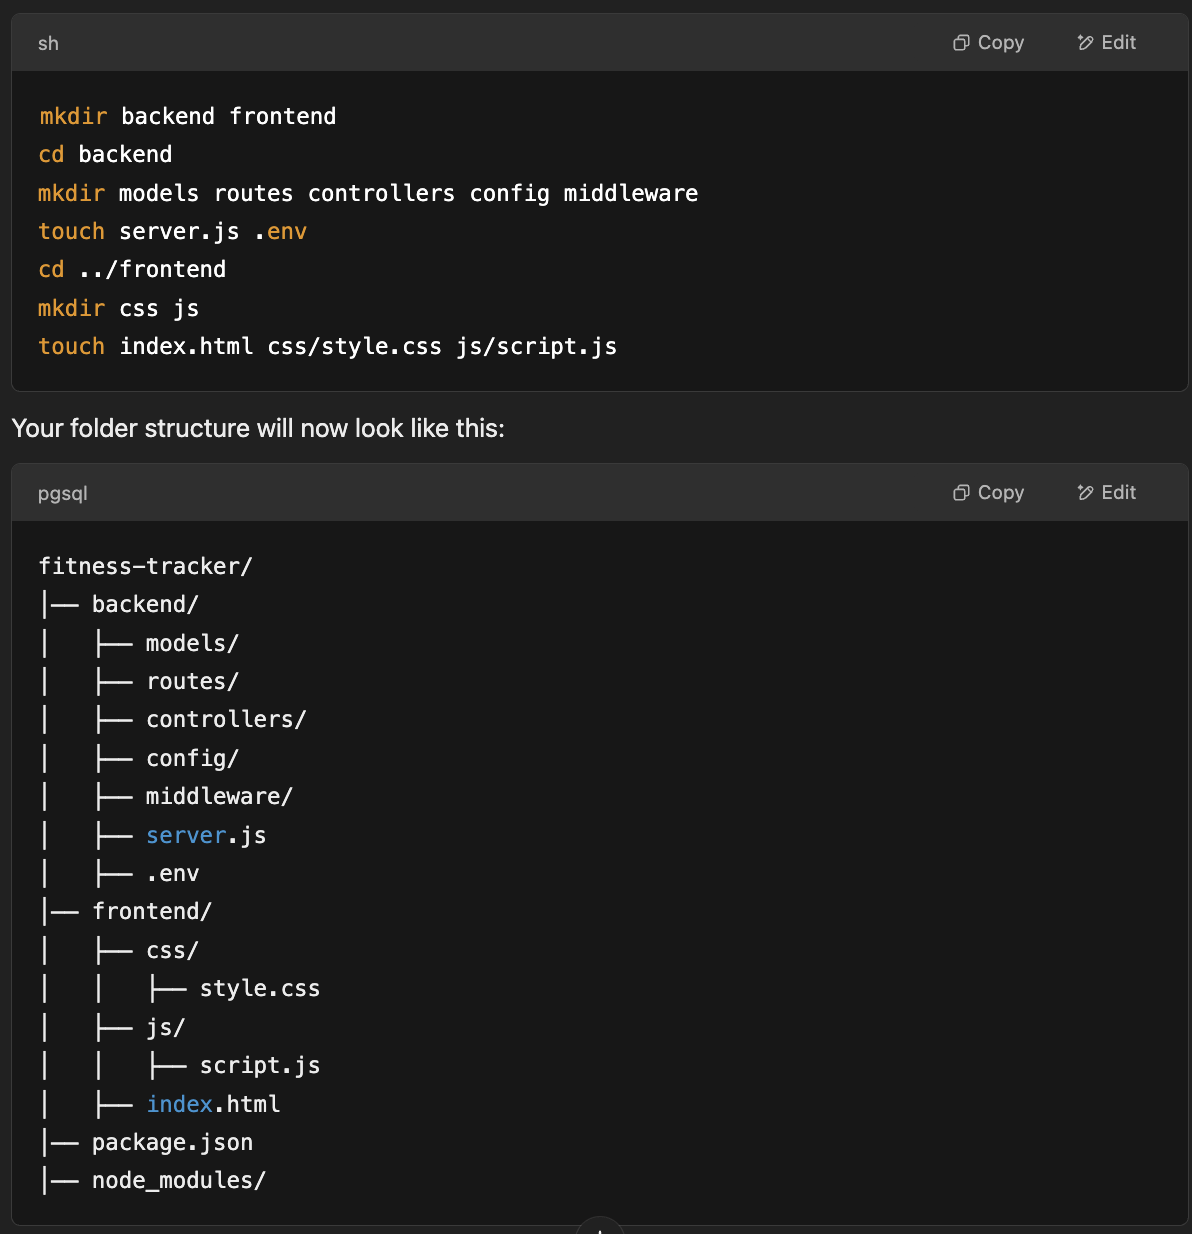 sh Copy Edit
mkdir backend frontend
cd backend
mkdir models routes controllers config middleware
touch server.js .env
cd ../frontend
mkdir css js
touch index.html css/style.css js/script.js
Your folder structure will now look like this:
pgsql Copy Edit
fitness-tracker/
│── backend/
│   ├── models/
│   ├── routes/
│   ├── controllers/
│   ├── config/
│   ├── middleware/
│   ├── server.js
│   ├── .env
│── frontend/
│   ├── css/
│   │   ├── style.css
│   ├── js/
│   │   ├── script.js
│   ├── index.html
│── package.json
│── node_modules/